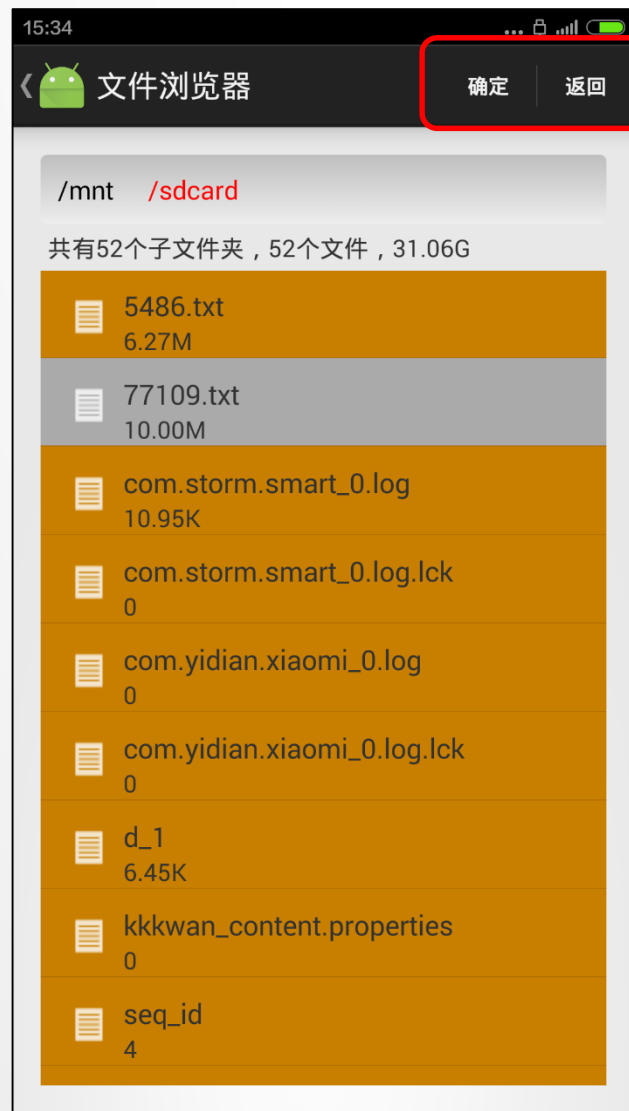 15:34
文件浏览器
确定 返回
/mnt /sdcard
共有52个子文件夹，52个文件，31.06G
5486.txt
6.27M
77109.txt
10.00M
com.storm.smart_0.log
10.95K
com.storm.smart_0.log.lck
0
com.yidian.xiaomi_0.log
0
com.yidian.xiaomi_0.log.lck
0
d_1
6.45K
kkkwan_content.properties
0
seq_id
4